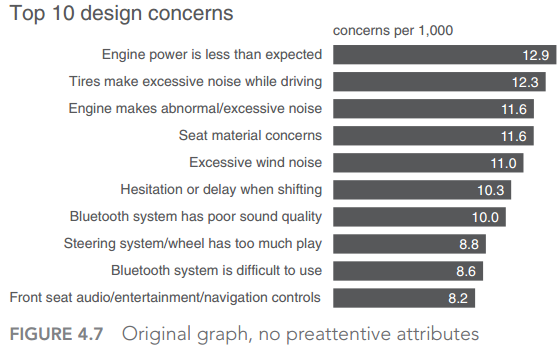 Top 10 design concerns
concerns per 1,000
Engine power is less than expected 12.9
Tires make excessive noise while driving 12.3
Engine makes abnormal/excessive noise 11.6
Seat material concerns 11.6
Excessive wind noise 11.0
Hesitation or delay when shifting 10.3
Bluetooth system has poor sound quality 10.0
Steering system/wheel has too much play 8.8
Bluetooth system is difficult to use 8.6
Front seat audio/entertainment/navigation controls 8.2
FIGURE 4.7 Original graph, no preattentive attributes